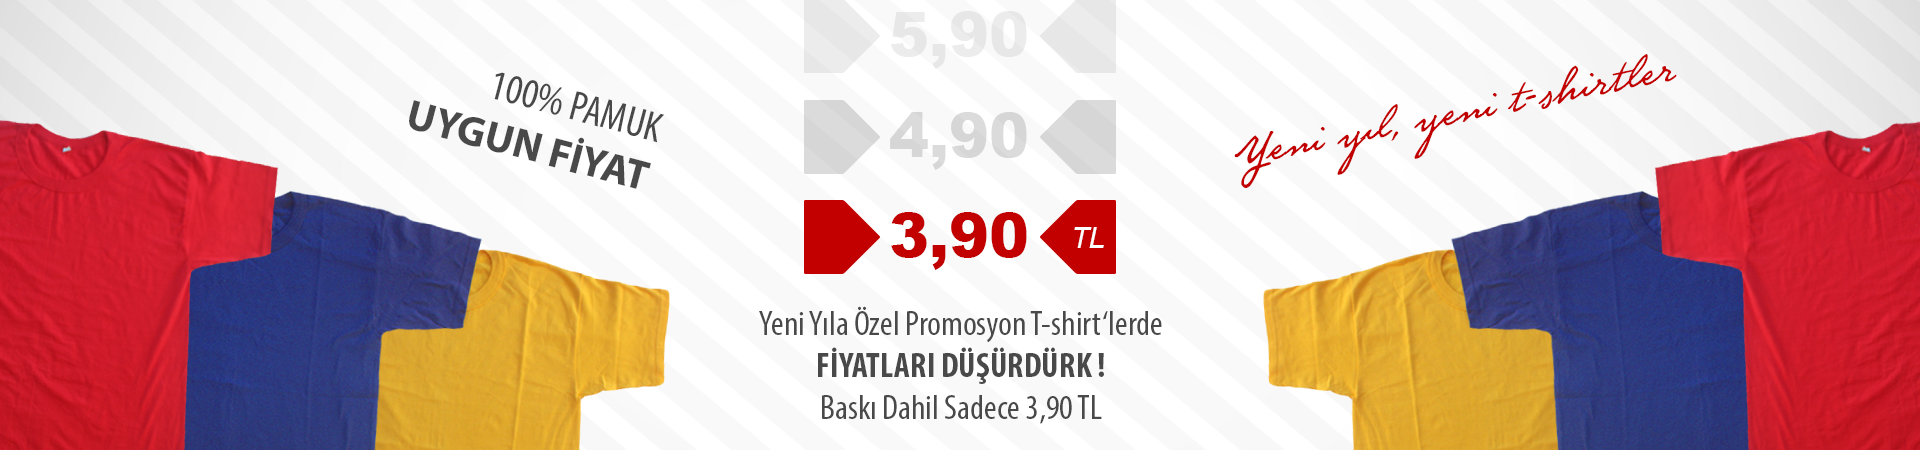 100% PAMUK
UYGUN FİYAT
5,90
4,90
3,90 TL
Yeni Yıla Özel Promosyon T-shirt‘lerde
FİYATLARI DÜŞÜRDÜRK !
Baskı Dahil Sadece 3,90 TL
Yeni yıl, yeni t-shirtler